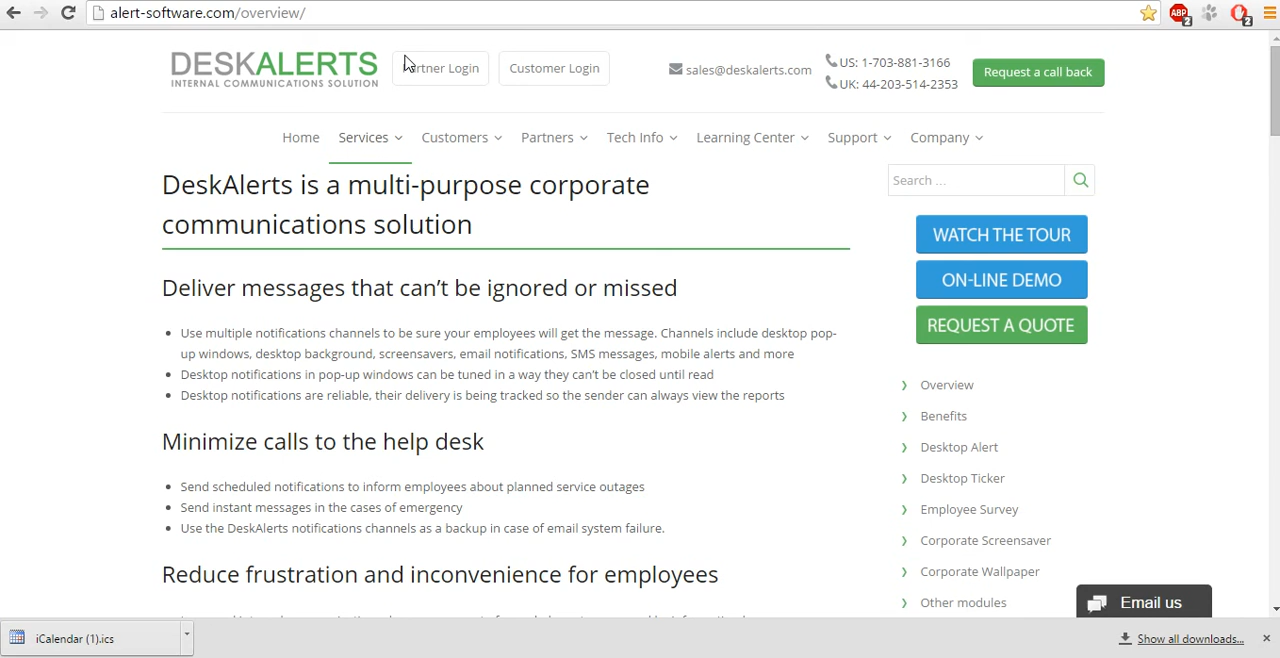 alert-software.com/overview/
ABP
2
2
DESKALERTS
INTERNAL COMMUNICATIONS SOLUTION
Partner Login
Customer Login
sales@deskalerts.com
US: 1-703-881-3166
UK: 44-203-514-2353
Request a call back
Home
Services
Customers
Partners
Tech Info
Learning Center
Support
Company
DeskAlerts is a multi-purpose corporate
communications solution
Search ...
WATCH THE TOUR
ON-LINE DEMO
REQUEST A QUOTE
Deliver messages that can’t be ignored or missed
Use multiple notifications channels to be sure your employees will get the message. Channels include desktop pop-
up windows, desktop background, screensavers, email notifications, SMS messages, mobile alerts and more
Desktop notifications in pop-up windows can be tuned in a way they can’t be closed until read
Desktop notifications are reliable, their delivery is being tracked so the sender can always view the reports
Minimize calls to the help desk
Send scheduled notifications to inform employees about planned service outages
Send instant messages in the cases of emergency
Use the DeskAlerts notifications channels as a backup in case of email system failure.
Reduce frustration and inconvenience for employees
Overview
Benefits
Desktop Alert
Desktop Ticker
Employee Survey
Corporate Screensaver
Corporate Wallpaper
Other modules
Email us
iCalendar (1).ics
Show all downloads...